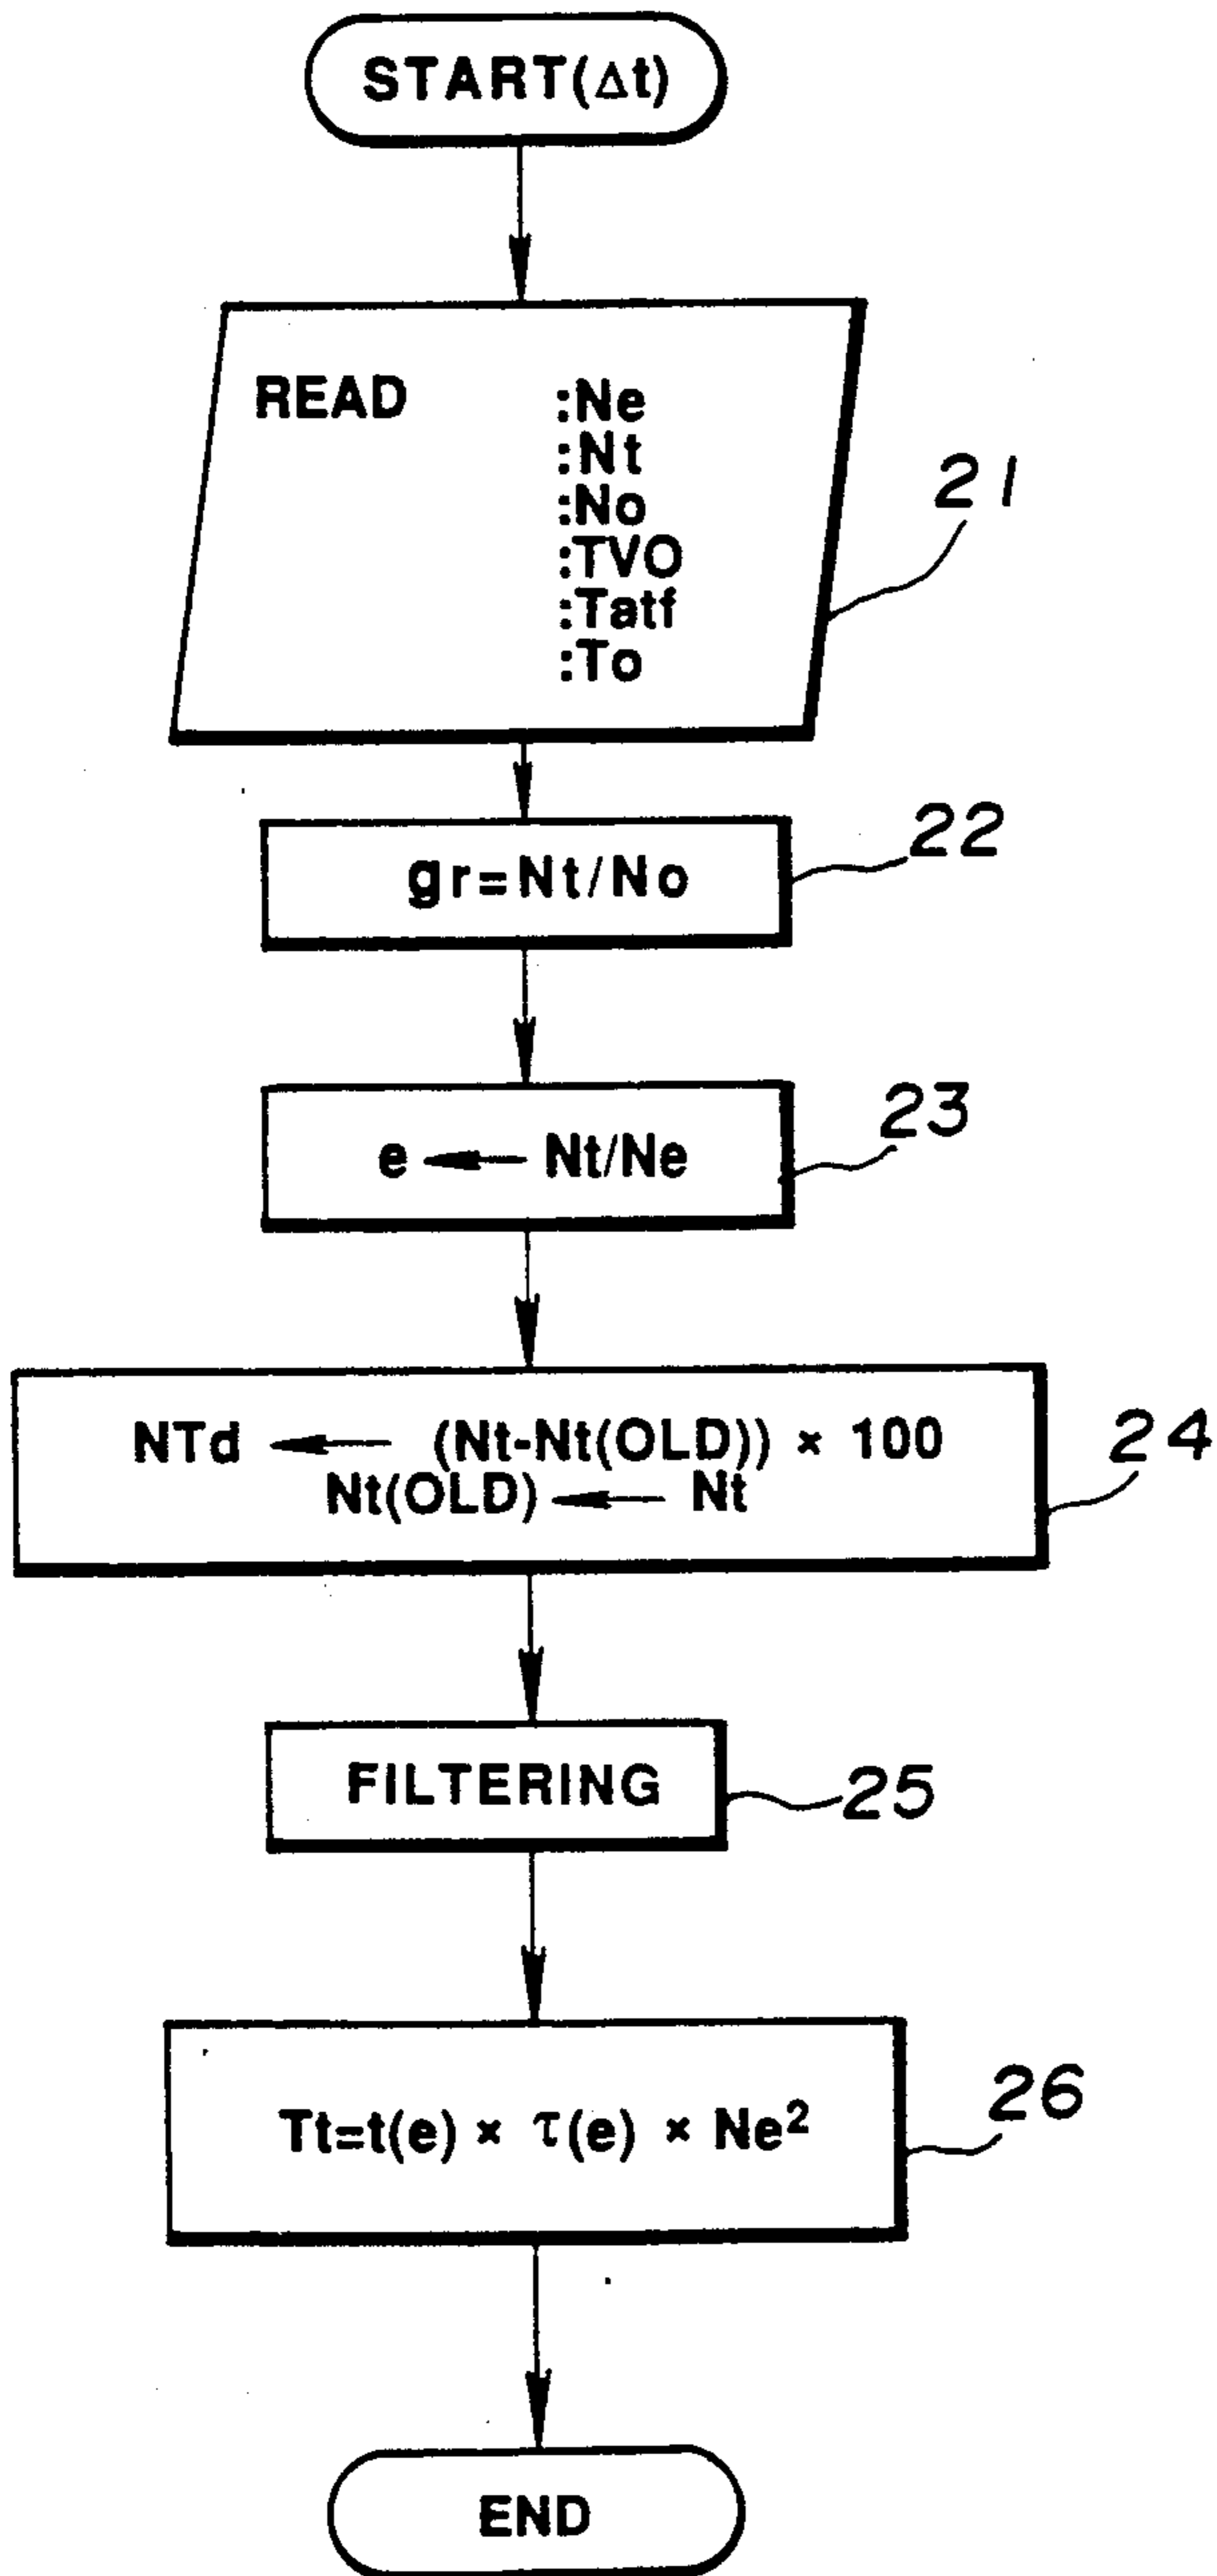 START(Δt)
READ :Ne
:Nt
:No
:TVO
:Tatf
:To
21
gr=Nt/No
22
e ← Nt/Ne
23
NTd ← (Nt-Nt(OLD)) × 100
Nt(OLD) ← Nt
24
FILTERING
25
Tt=t(e) × τ(e) × Ne²
26
END